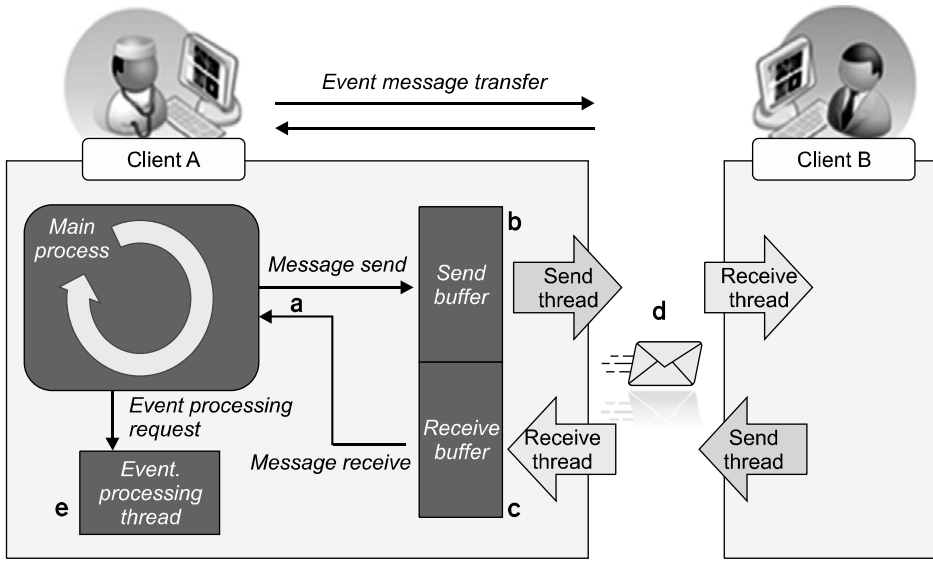 Event message transfer
Client A
Client B
Main
process
Message send
a
b
Send
buffer
Send
thread
d
Receive
thread
Event processing
request
Message receive
Receive
buffer
c
Receive
thread
Send
thread
e
Event.
processing
thread